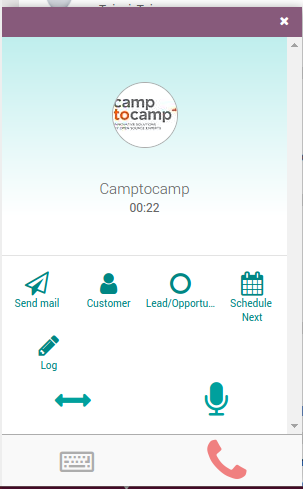 camp
tocamp
INNOVATIVE SOLUTIONS
BY OPEN SOURCE EXPERTS
Camptocamp
00:22
Send mail
Customer
Lead/Opportu...
Schedule
Next
Log